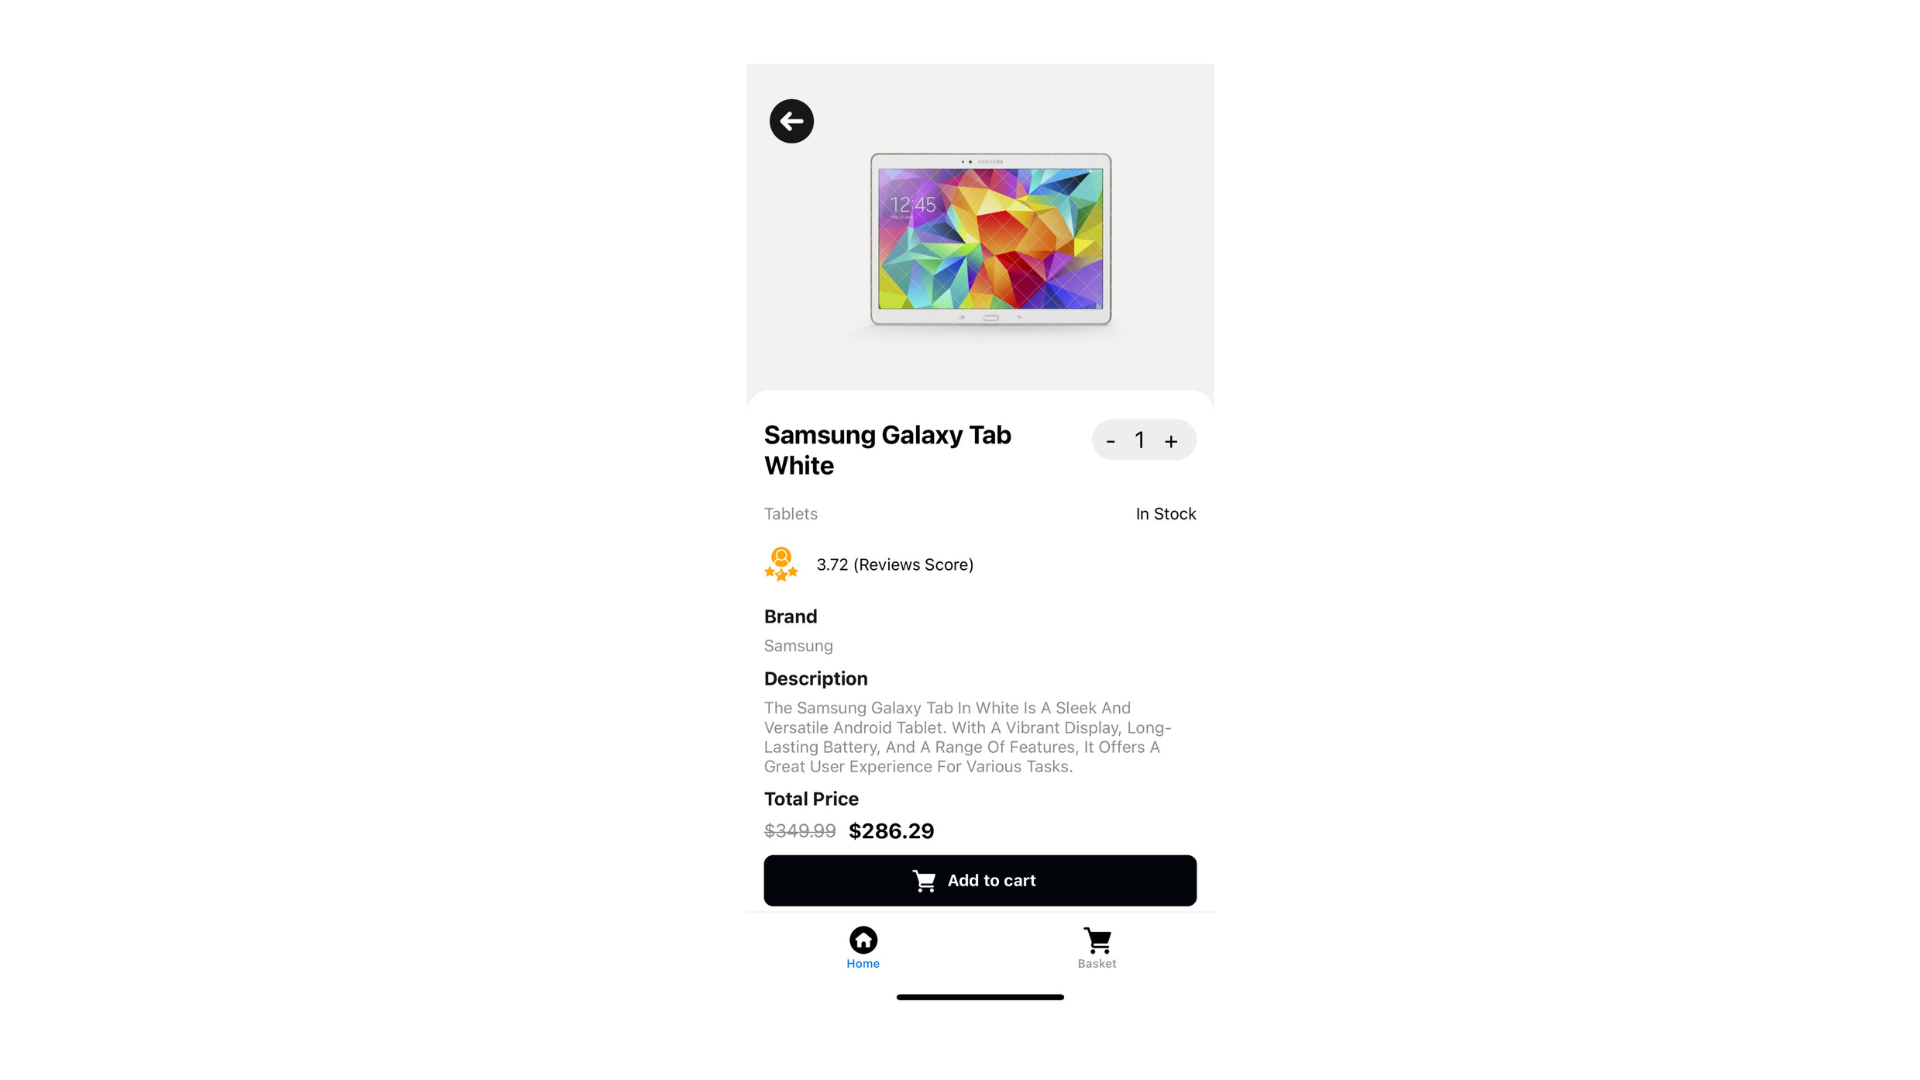 SAMSUNG
12:45
Samsung Galaxy Tab
White
- 1 +
Tablets
In Stock
3.72 (Reviews Score)
Brand
Samsung
Description
The Samsung Galaxy Tab In White Is A Sleek And
Versatile Android Tablet. With A Vibrant Display, Long-
Lasting Battery, And A Range Of Features, It Offers A
Great User Experience For Various Tasks.
Total Price
$349.99 $286.29
Add to cart
Home
Basket